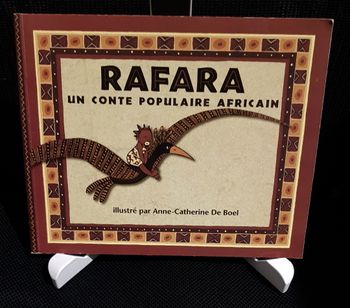 RAFARA
UN CONTE POPULAIRE AFRICAIN
illustré par Anne-Catherine De Boel